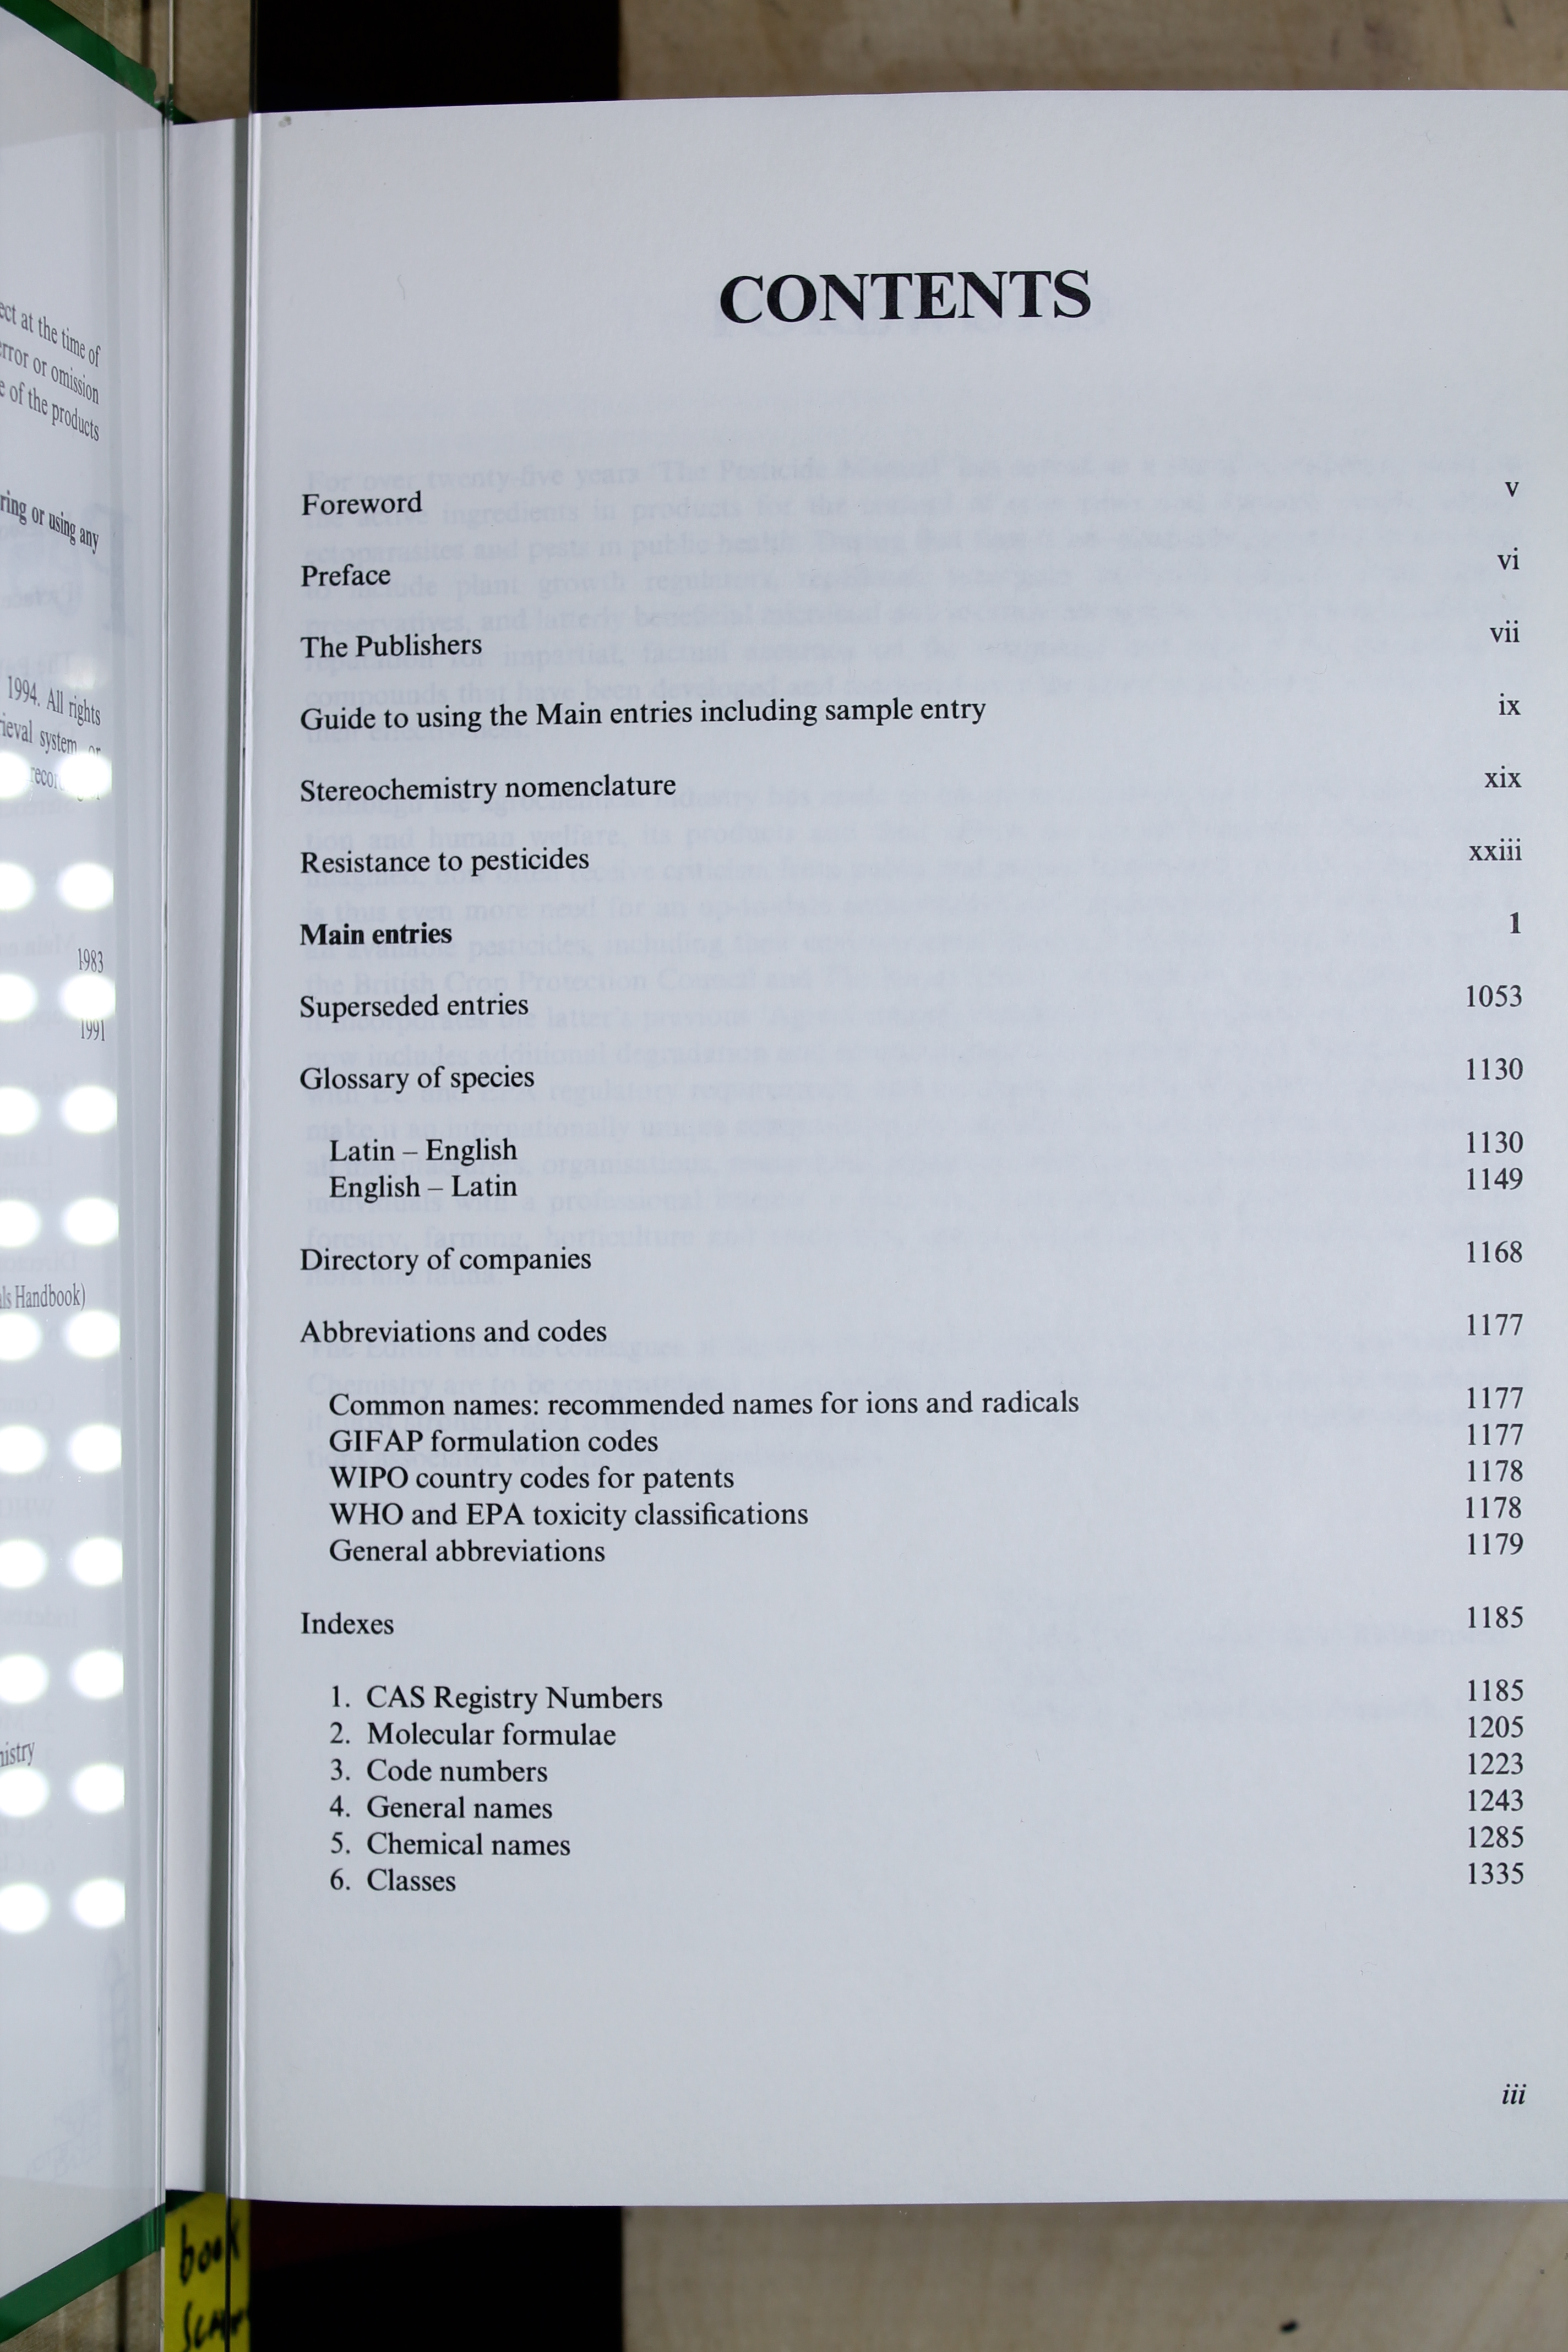 ect at the time of
error or omission
e of the products
ring or using any
1994. All rights
ieval system, or
1983
1991
ls Handbook)
istry
CONTENTS
Foreword v
Preface vi
The Publishers vii
Guide to using the Main entries including sample entry ix
Stereochemistry nomenclature xix
Resistance to pesticides xxiii
Main entries 1
Superseded entries 1053
Glossary of species 1130
Latin – English 1130
English – Latin 1149
Directory of companies 1168
Abbreviations and codes 1177
Common names: recommended names for ions and radicals 1177
GIFAP formulation codes 1177
WIPO country codes for patents 1178
WHO and EPA toxicity classifications 1178
General abbreviations 1179
Indexes 1185
1. CAS Registry Numbers 1185
2. Molecular formulae 1205
3. Code numbers 1223
4. General names 1243
5. Chemical names 1285
6. Classes 1335
iii
book